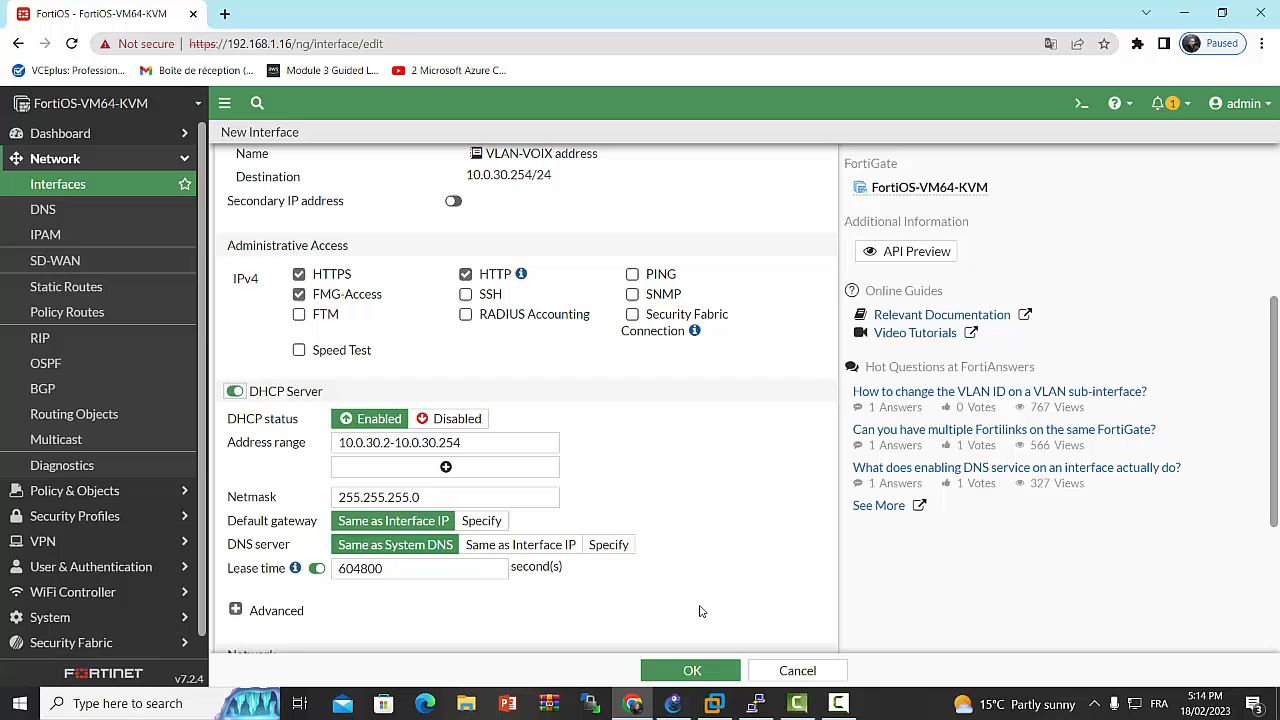 FortiOS - FortiOS-VM64-KVM
Not secure
https://192.168.1.16/ng/interface/edit
Paused
VCEplus: Profession...
Boîte de réception (...
Module 3 Guided L...
2 Microsoft Azure C...
FortiOS-VM64-KVM
1
admin
Dashboard
Network
Interfaces
DNS
IPAM
SD-WAN
Static Routes
Policy Routes
RIP
OSPF
BGP
Routing Objects
Multicast
Diagnostics
Policy & Objects
Security Profiles
VPN
User & Authentication
WiFi Controller
System
Security Fabric
FORTINET
v7.2.4
New Interface
Name VLAN-VOIX address
Destination 10.0.30.254/24
Secondary IP address
Administrative Access
IPv4 HTTPS HTTP PING
FMG-Access SSH SNMP
FTM RADIUS Accounting Security Fabric
Connection
Speed Test
DHCP Server
DHCP status Enabled Disabled
Address range 10.0.30.2-10.0.30.254
Netmask 255.255.255.0
Default gateway Same as Interface IP Specify
DNS server Same as System DNS Same as Interface IP Specify
Lease time 604800 second(s)
Advanced
OK Cancel
FortiGate
FortiOS-VM64-KVM
Additional Information
API Preview
Online Guides
Relevant Documentation
Video Tutorials
Hot Questions at FortiAnswers
How to change the VLAN ID on a VLAN sub-interface?
1 Answers 0 Votes 767 Views
Can you have multiple Fortilinks on the same FortiGate?
1 Answers 1 Votes 566 Views
What does enabling DNS service on an interface actually do?
1 Answers 1 Votes 327 Views
See More
Type here to search
15°C Partly sunny
FRA
5:14 PM
18/02/2023
3